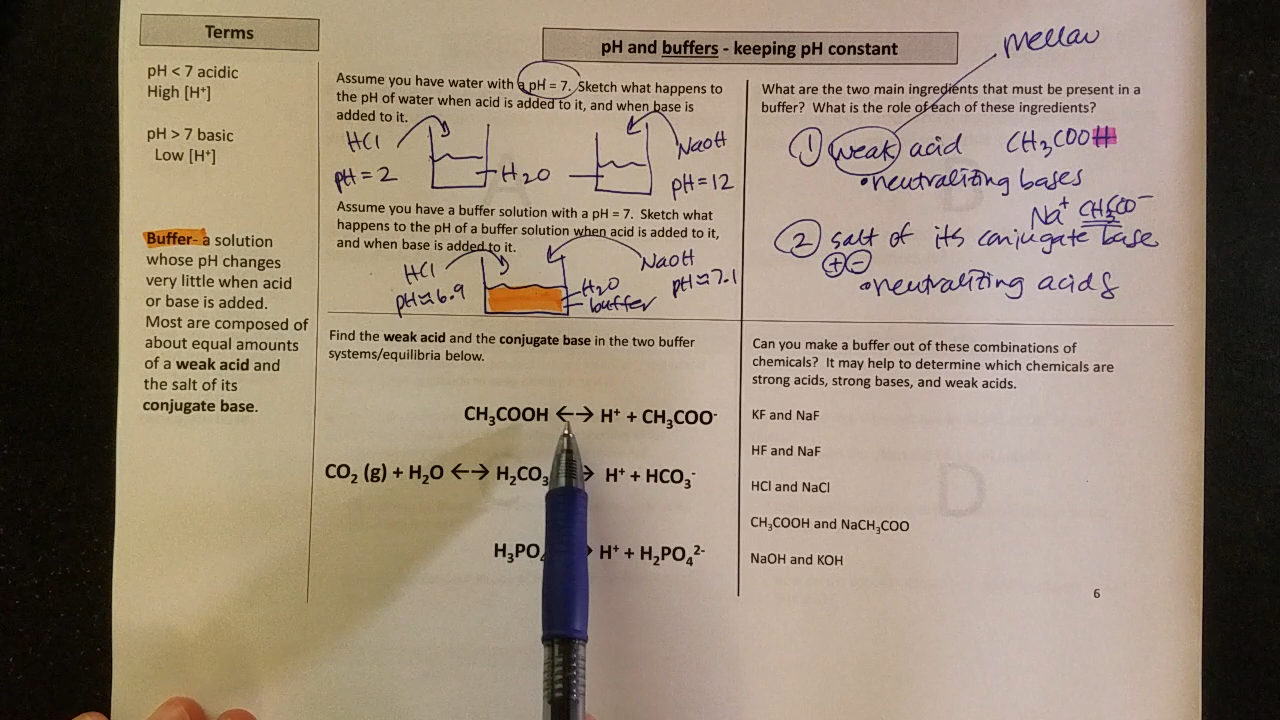 Terms
pH < 7 acidic
High [H⁺]
pH > 7 basic
Low [H⁺]
Buffer- a solution
whose pH changes
very little when acid
or base is added.
Most are composed of
about equal amounts
of a weak acid and
the salt of its
conjugate base.
pH and buffers - keeping pH constant
Assume you have water with a pH = 7. Sketch what happens to
the pH of water when acid is added to it, and when base is
added to it.
HCl
pH = 2
H₂O
NaOH
pH = 12
A
Assume you have a buffer solution with a pH = 7. Sketch what
happens to the pH of a buffer solution when acid is added to it,
and when base is added to it.
HCl
pH≈6.9
H₂O
buffer
NaOH
pH≈7.1
mellow
What are the two main ingredients that must be present in a
buffer? What is the role of each of these ingredients?
① weak acid CH₃COOH
•neutralizing bases
B
Na⁺ CH₃COO⁻
② salt of its conjugate base
⊕⊖
•neutralizing acids
Find the weak acid and the conjugate base in the two buffer
systems/equilibria below.
CH₃COOH ←→ H⁺ + CH₃COO⁻
CO₂ (g) + H₂O ←→ H₂CO₃ → H⁺ + HCO₃⁻
H₃PO₄ → H⁺ + H₂PO₄²⁻
Can you make a buffer out of these combinations of
chemicals? It may help to determine which chemicals are
strong acids, strong bases, and weak acids.
KF and NaF
HF and NaF
HCl and NaCl
D
CH₃COOH and NaCH₃COO
NaOH and KOH
6